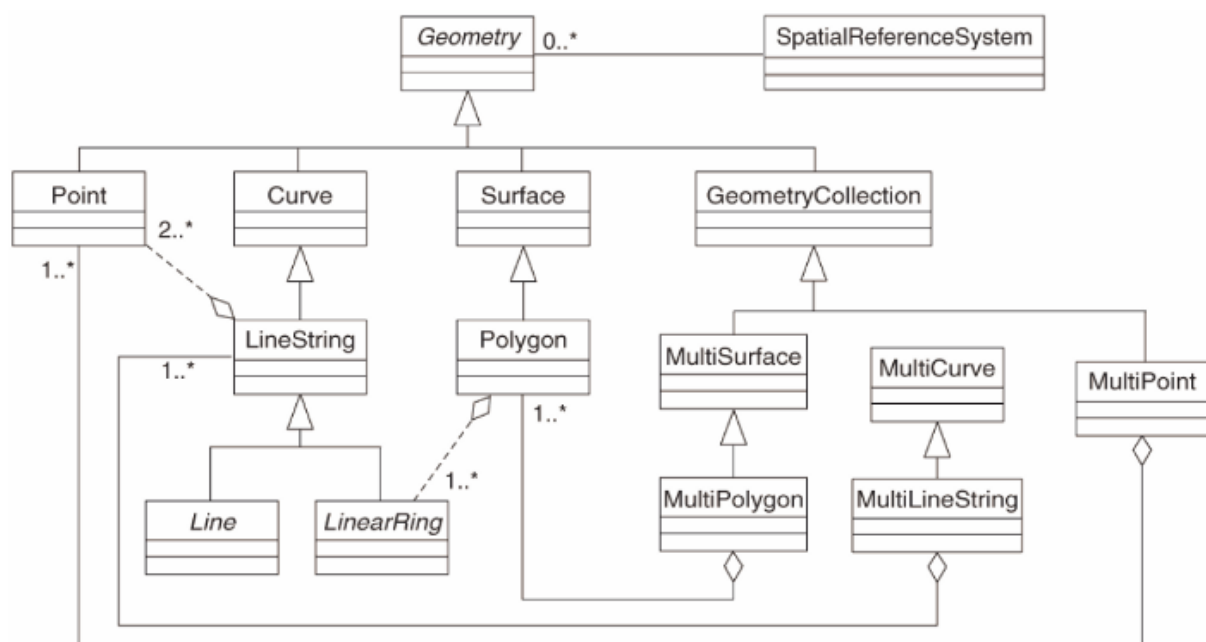 Geometry
0..*
SpatialReferenceSystem
Point
Curve
Surface
GeometryCollection
2..*
1..*
LineString
Polygon
MultiSurface
MultiCurve
MultiPoint
1..*
1..*
1..*
Line
LinearRing
MultiPolygon
MultiLineString